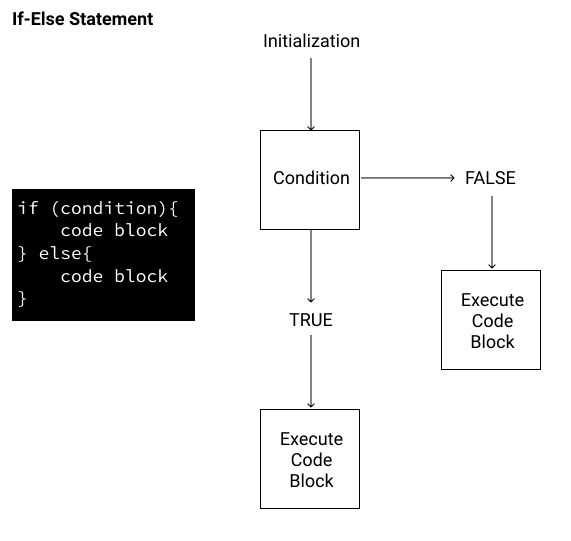 If-Else Statement
Initialization
Condition
FALSE
if (condition){
    code block
} else{
    code block
}
TRUE
Execute
Code
Block
Execute
Code
Block